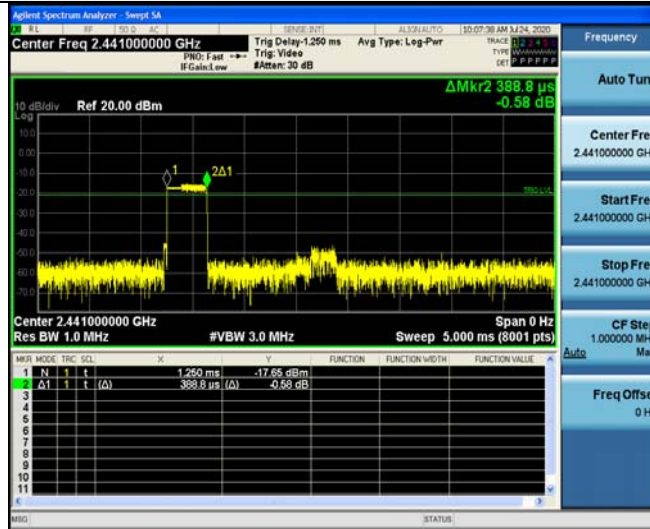 Agilent Spectrum Analyzer - Swept SA
RL RF 50 Ω AC SENSE:INT ALIGN AUTO 10:07:38 AM Jul 24, 2020
Center Freq 2.441000000 GHz
PNO: Fast
IFGain:Low
Trig Delay-1.250 ms
Trig: Video
#Atten: 30 dB
Avg Type: Log-Pwr
TRACE 1 2 3 4 5 6
TYPE
DET P P P P P P
Frequency
ΔMkr2 388.8 µs
-0.58 dB
10 dB/div Ref 20.00 dBm
Log
10.0
0.00
-10.0
-20.0
-30.0
-40.0
-50.0
-60.0
-70.0
1
2Δ1
TRIG LVL
Center 2.441000000 GHz Span 0 Hz
Res BW 1.0 MHz #VBW 3.0 MHz Sweep 5.000 ms (8001 pts)
MKR MODE TRC SCL X Y FUNCTION FUNCTION WIDTH FUNCTION VALUE
1 N 1 t 1.250 ms -17.65 dBm
2 Δ1 1 t (Δ) 388.8 µs (Δ) -0.58 dB
3
4
5
6
7
8
9
10
11
MSG STATUS
Auto Tun
Center Fre
2.441000000 GH
Start Fre
2.441000000 GH
Stop Fre
2.441000000 GH
CF Ste
1.000000 MH
Auto Ma
Freq Offse
0 H